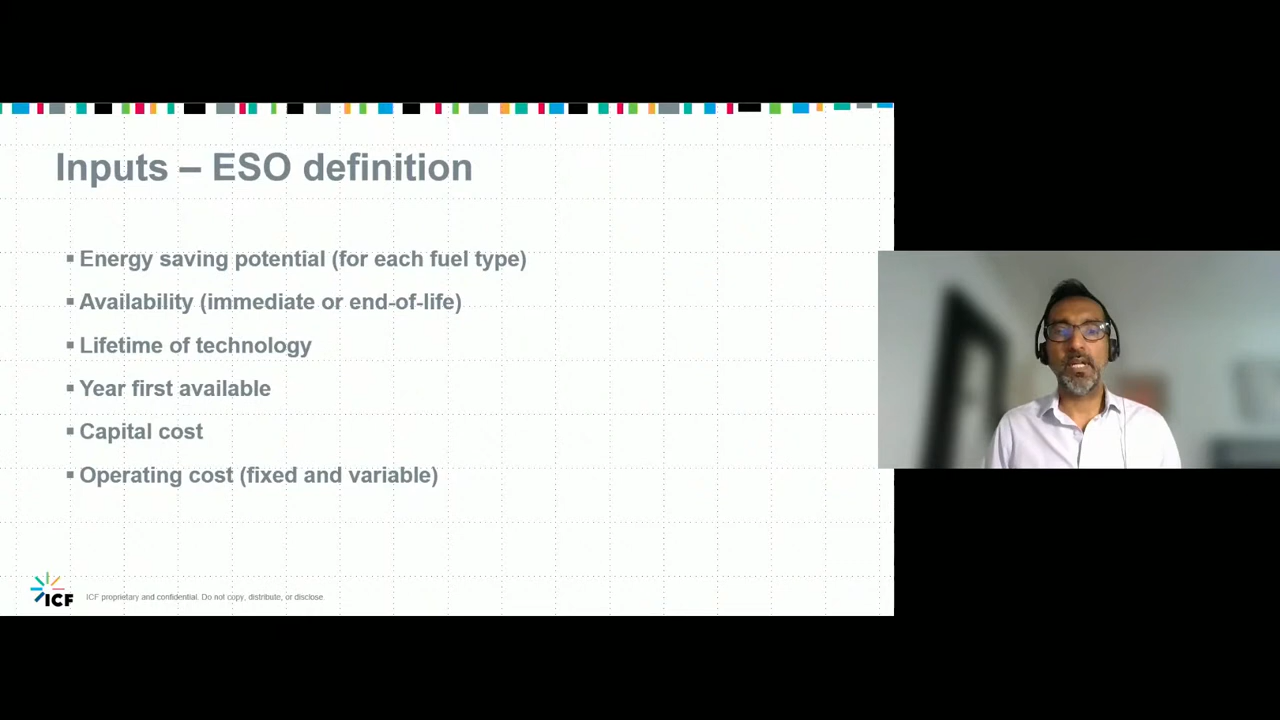 Inputs – ESO definition
▪ Energy saving potential (for each fuel type)
▪ Availability (immediate or end-of-life)
▪ Lifetime of technology
▪ Year first available
▪ Capital cost
▪ Operating cost (fixed and variable)
ICF
ICF proprietary and confidential. Do not copy, distribute, or disclose